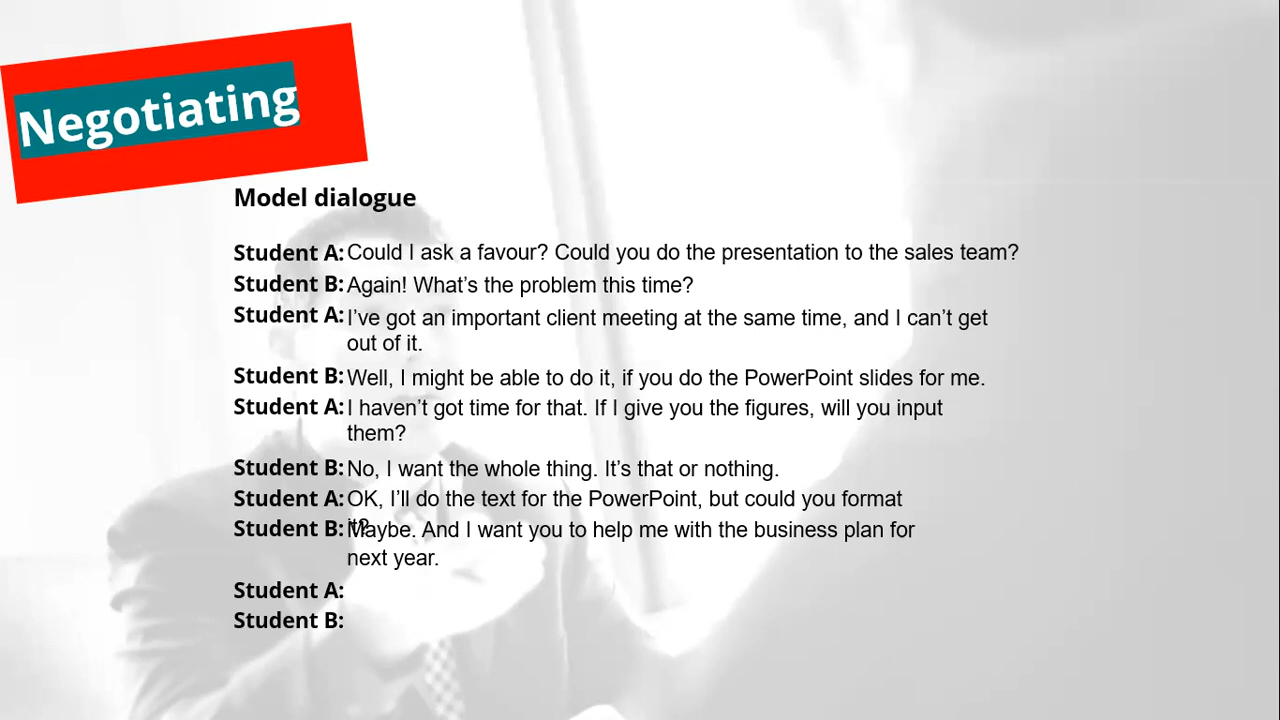 Negotiating
Model dialogue
Student A: Could I ask a favour? Could you do the presentation to the sales team?
Student B: Again! What's the problem this time?
Student A: I've got an important client meeting at the same time, and I can't get
out of it.
Student B: Well, I might be able to do it, if you do the PowerPoint slides for me.
Student A: I haven't got time for that. If I give you the figures, will you input
them?
Student B: No, I want the whole thing. It's that or nothing.
Student A: OK, I'll do the text for the PowerPoint, but could you format
it?
Student B: Maybe. And I want you to help me with the business plan for
next year.
Student A:
Student B: